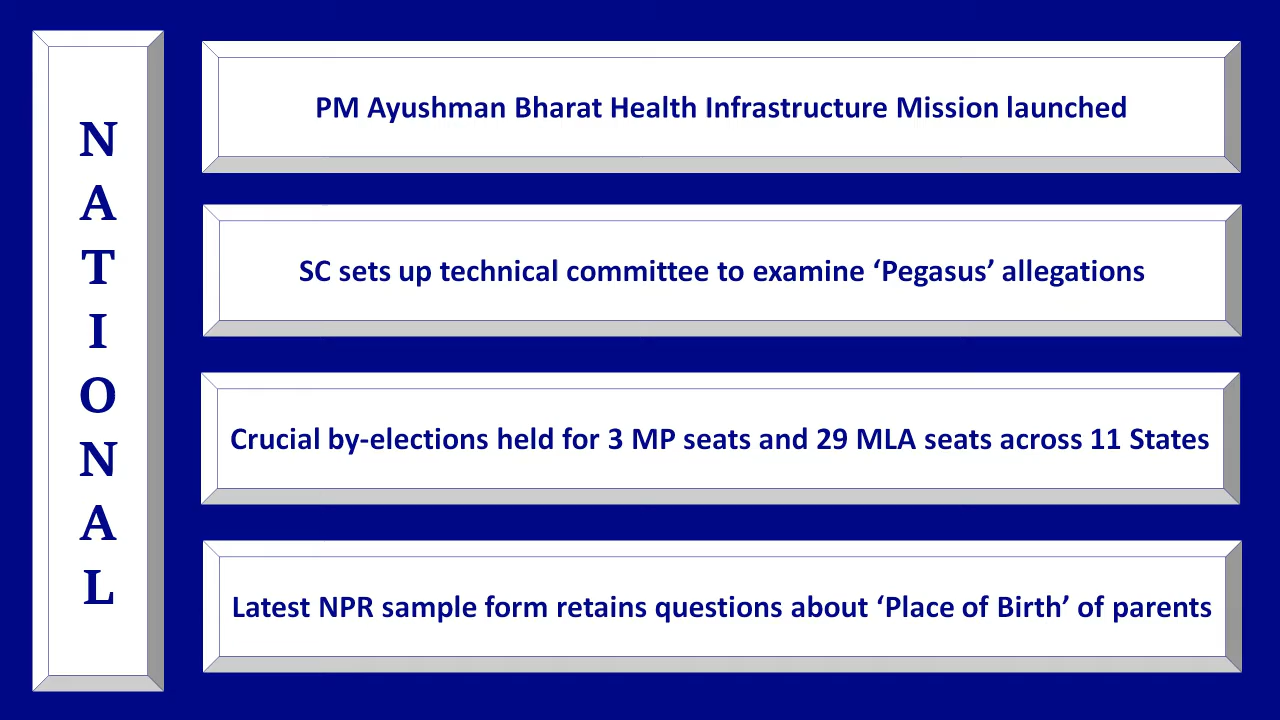 NATIONAL
PM Ayushman Bharat Health Infrastructure Mission launched
SC sets up technical committee to examine ‘Pegasus’ allegations
Crucial by-elections held for 3 MP seats and 29 MLA seats across 11 States
Latest NPR sample form retains questions about ‘Place of Birth’ of parents